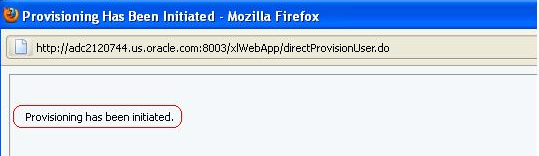 Provisioning Has Been Initiated - Mozilla Firefox
http://adc2120744.us.oracle.com:8003/xlWebApp/directProvisionUser.do
Provisioning has been initiated.